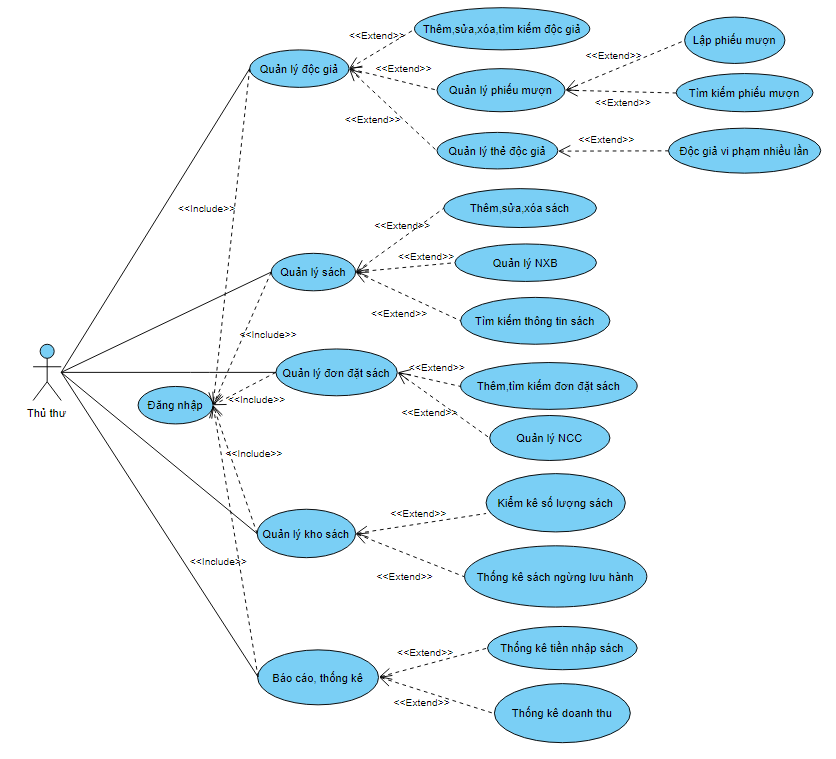 Thêm,sửa,xóa,tìm kiếm độc giả
<<Extend>>
Lập phiếu mượn
<<Extend>>
Quản lý độc giả
<<Extend>>
Quản lý phiếu mượn
Tìm kiếm phiếu mượn
<<Extend>>
<<Extend>>
<<Extend>>
Quản lý thẻ độc giả
Độc giả vi phạm nhiều lần
<<Include>>
Thêm,sửa,xóa sách
<<Extend>>
<<Extend>>
Quản lý sách
Quản lý NXB
<<Extend>>
Tìm kiếm thông tin sách
<<Include>>
Quản lý đơn đặt sách
<<Extend>>
Thêm,tìm kiếm đơn đặt sách
Thủ thư
Đăng nhập
<<Include>>
<<Extend>>
Quản lý NCC
<<Include>>
Kiểm kê số lượng sách
<<Extend>>
Quản lý kho sách
<<Include>>
<<Extend>>
Thống kê sách ngừng lưu hành
<<Extend>>
Thống kê tiền nhập sách
Báo cáo, thống kê
<<Extend>>
Thống kê doanh thu